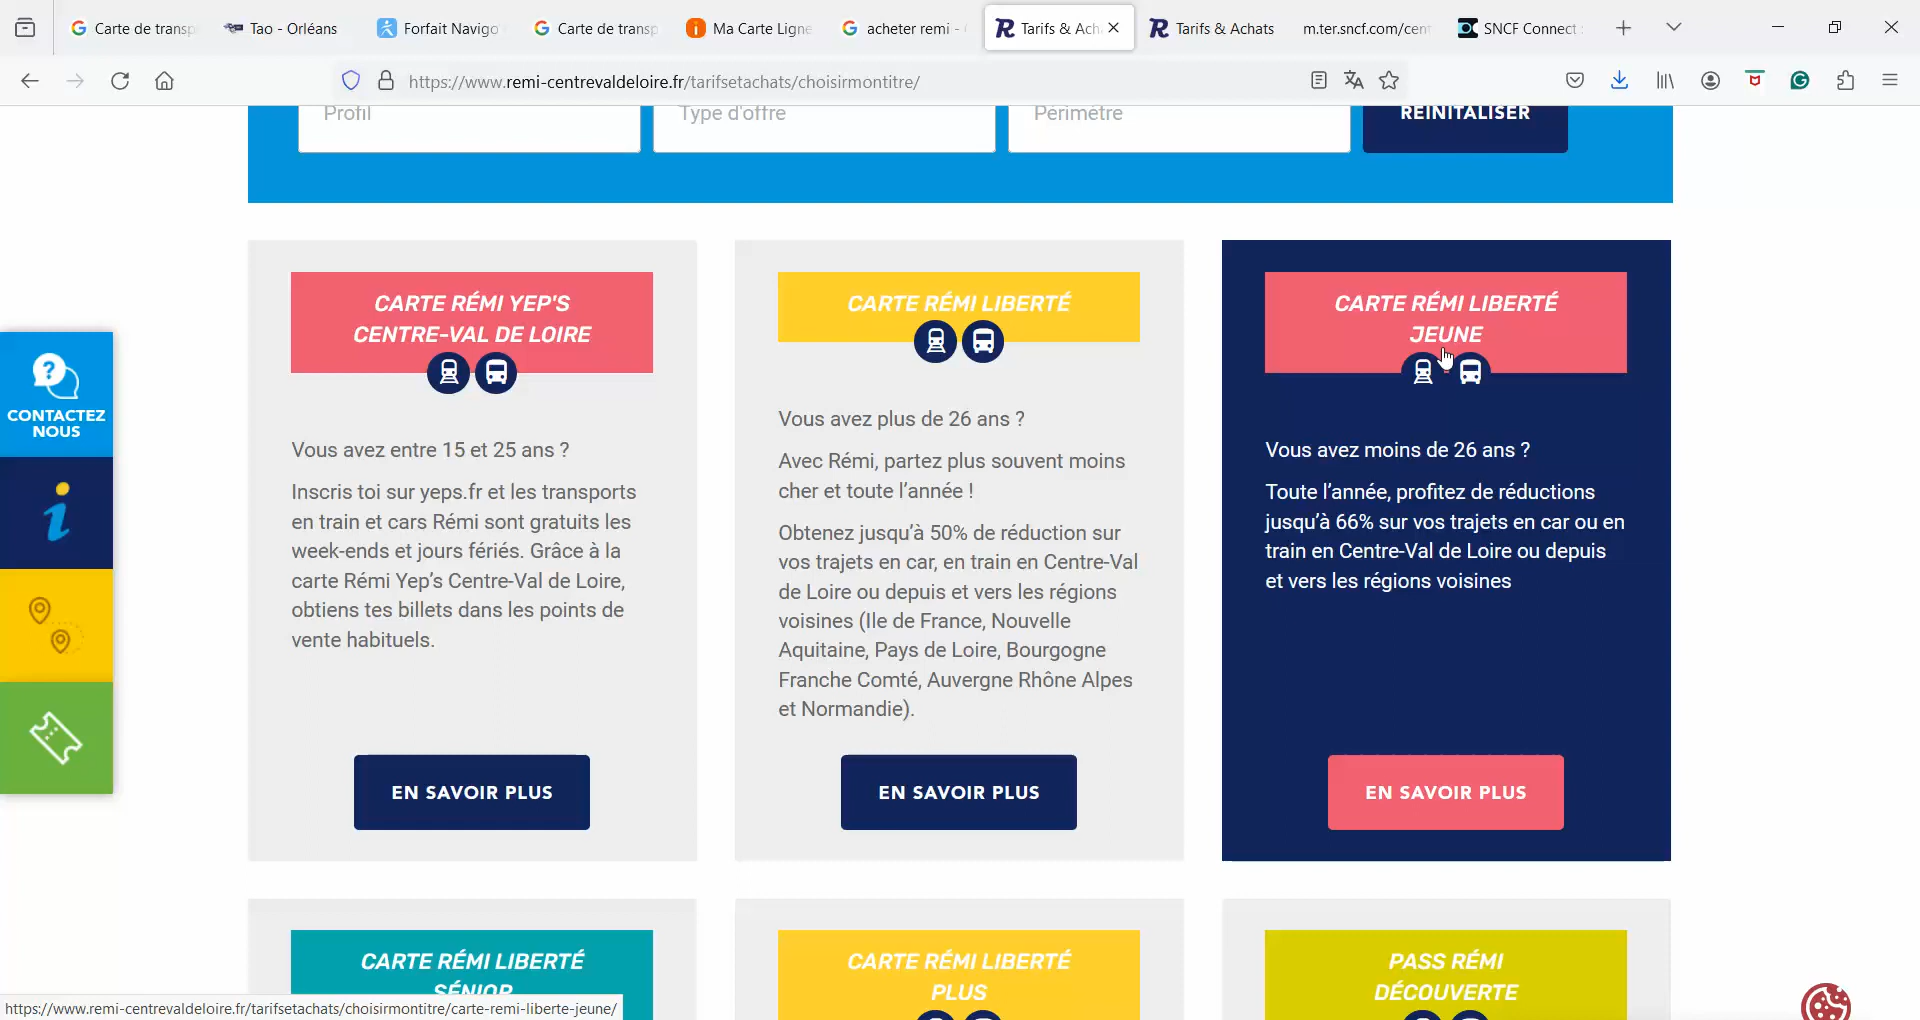 Carte de transp
Tao - Orléans
Forfait Navigo
Carte de transp
Ma Carte Ligne
acheter remi -
Tarifs & Ach
Tarifs & Achats
m.ter.sncf.com/cen
SNCF Connect :
https://www.remi-centrevaldeloire.fr/tarifsetachats/choisirmontitre/
Profil
Type d'offre
Périmètre
RÉINITALISER
CARTE RÉMI YEP'S
CENTRE-VAL DE LOIRE
Vous avez entre 15 et 25 ans ?
Inscris toi sur yeps.fr et les transports
en train et cars Rémi sont gratuits les
week-ends et jours fériés. Grâce à la
carte Rémi Yep's Centre-Val de Loire,
obtiens tes billets dans les points de
vente habituels.
EN SAVOIR PLUS
CARTE RÉMI LIBERTÉ
Vous avez plus de 26 ans ?
Avec Rémi, partez plus souvent moins
cher et toute l'année !
Obtenez jusqu'à 50% de réduction sur
vos trajets en car, en train en Centre-Val
de Loire ou depuis et vers les régions
voisines (Ile de France, Nouvelle
Aquitaine, Pays de Loire, Bourgogne
Franche Comté, Auvergne Rhône Alpes
et Normandie).
EN SAVOIR PLUS
CARTE RÉMI LIBERTÉ
JEUNE
Vous avez moins de 26 ans ?
Toute l'année, profitez de réductions
jusqu'à 66% sur vos trajets en car ou en
train en Centre-Val de Loire ou depuis
et vers les régions voisines
EN SAVOIR PLUS
CONTACTEZ
NOUS
CARTE RÉMI LIBERTÉ
SÉNIOR
CARTE RÉMI LIBERTÉ
PLUS
PASS RÉMI
DÉCOUVERTE
https://www.remi-centrevaldeloire.fr/tarifsetachats/choisirmontitre/carte-remi-liberte-jeune/